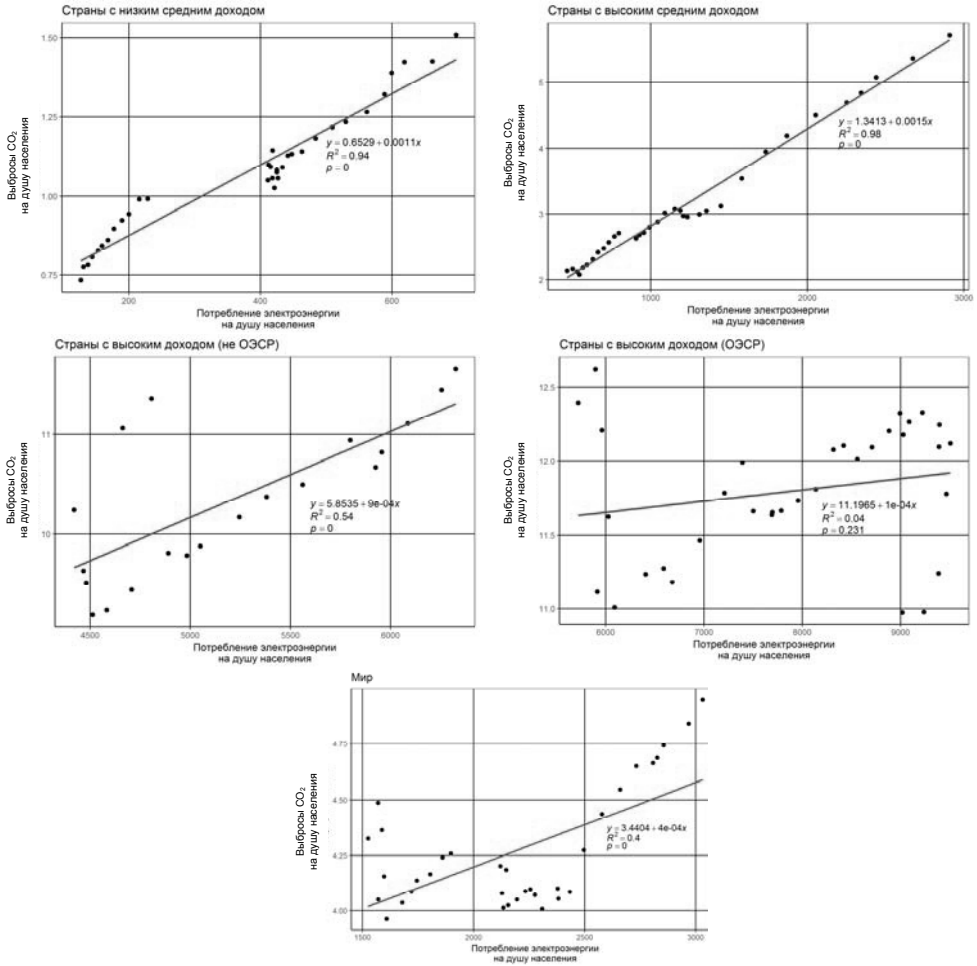 Страны с низким средним доходом
Выбросы CO₂
на душу населения
1.50
1.25
1.00
0.75
y = 0.6529 + 0.0011x
R² = 0.94
p = 0
200
400
600
Потребление электроэнергии
на душу населения
Страны с высоким средним доходом
Выбросы CO₂
на душу населения
5
4
3
2
y = 1.3413 + 0.0015x
R² = 0.98
p = 0
1000
2000
3000
Потребление электроэнергии
на душу населения
Страны с высоким доходом (не ОЭСР)
Выбросы CO₂
на душу населения
11
10
y = 5.8535 + 9e-04x
R² = 0.54
p = 0
4500
5000
5500
6000
Потребление электроэнергии
на душу населения
Страны с высоким доходом (ОЭСР)
Выбросы CO₂
на душу населения
12.5
12.0
11.5
11.0
y = 11.1965 + 1e-04x
R² = 0.04
p = 0.231
6000
7000
8000
9000
Потребление электроэнергии
на душу населения
Мир
Выбросы CO₂
на душу населения
4.75
4.50
4.25
4.00
y = 3.4404 + 4e-04x
R² = 0.4
p = 0
1500
2000
2500
3000
Потребление электроэнергии
на душу населения